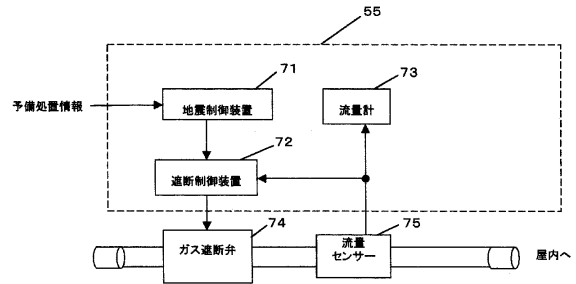 55
71
73
予備処置情報
地震制御装置
流量計
72
遮断制御装置
74
75
ガス遮断弁
流量
センサー
屋内へ